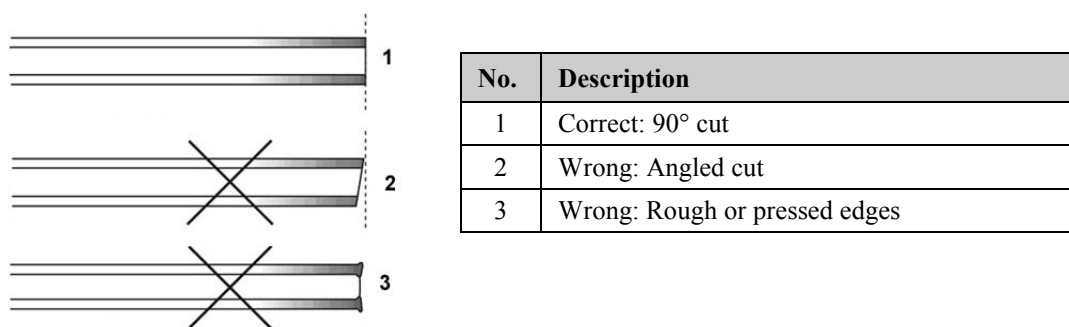 1
2
3
No. Description
1 Correct: 90° cut
2 Wrong: Angled cut
3 Wrong: Rough or pressed edges